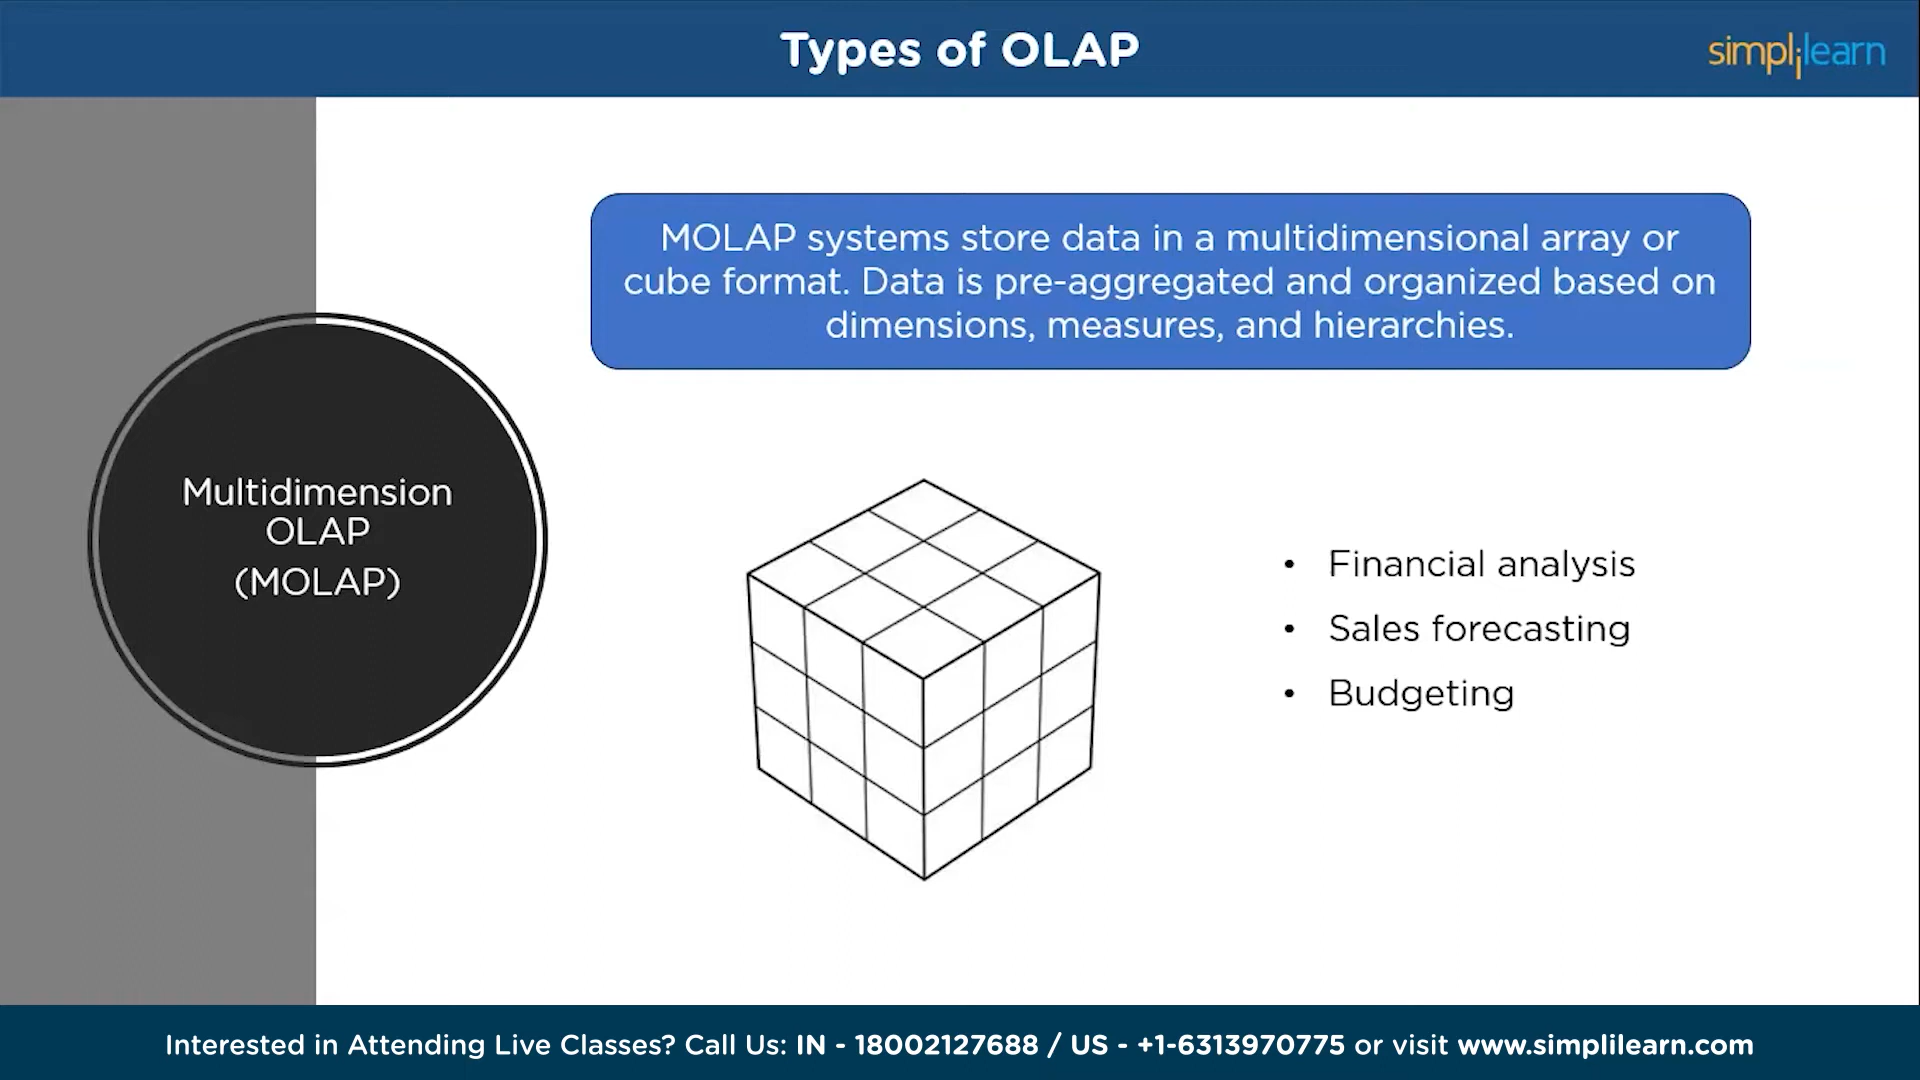 Types of OLAP
simplilearn
MOLAP systems store data in a multidimensional array or
cube format. Data is pre-aggregated and organized based on
dimensions, measures, and hierarchies.
Multidimension
OLAP
(MOLAP)
• Financial analysis
• Sales forecasting
• Budgeting
Interested in Attending Live Classes? Call Us: IN - 18002127688 / US - +1-6313970775 or visit www.simplilearn.com